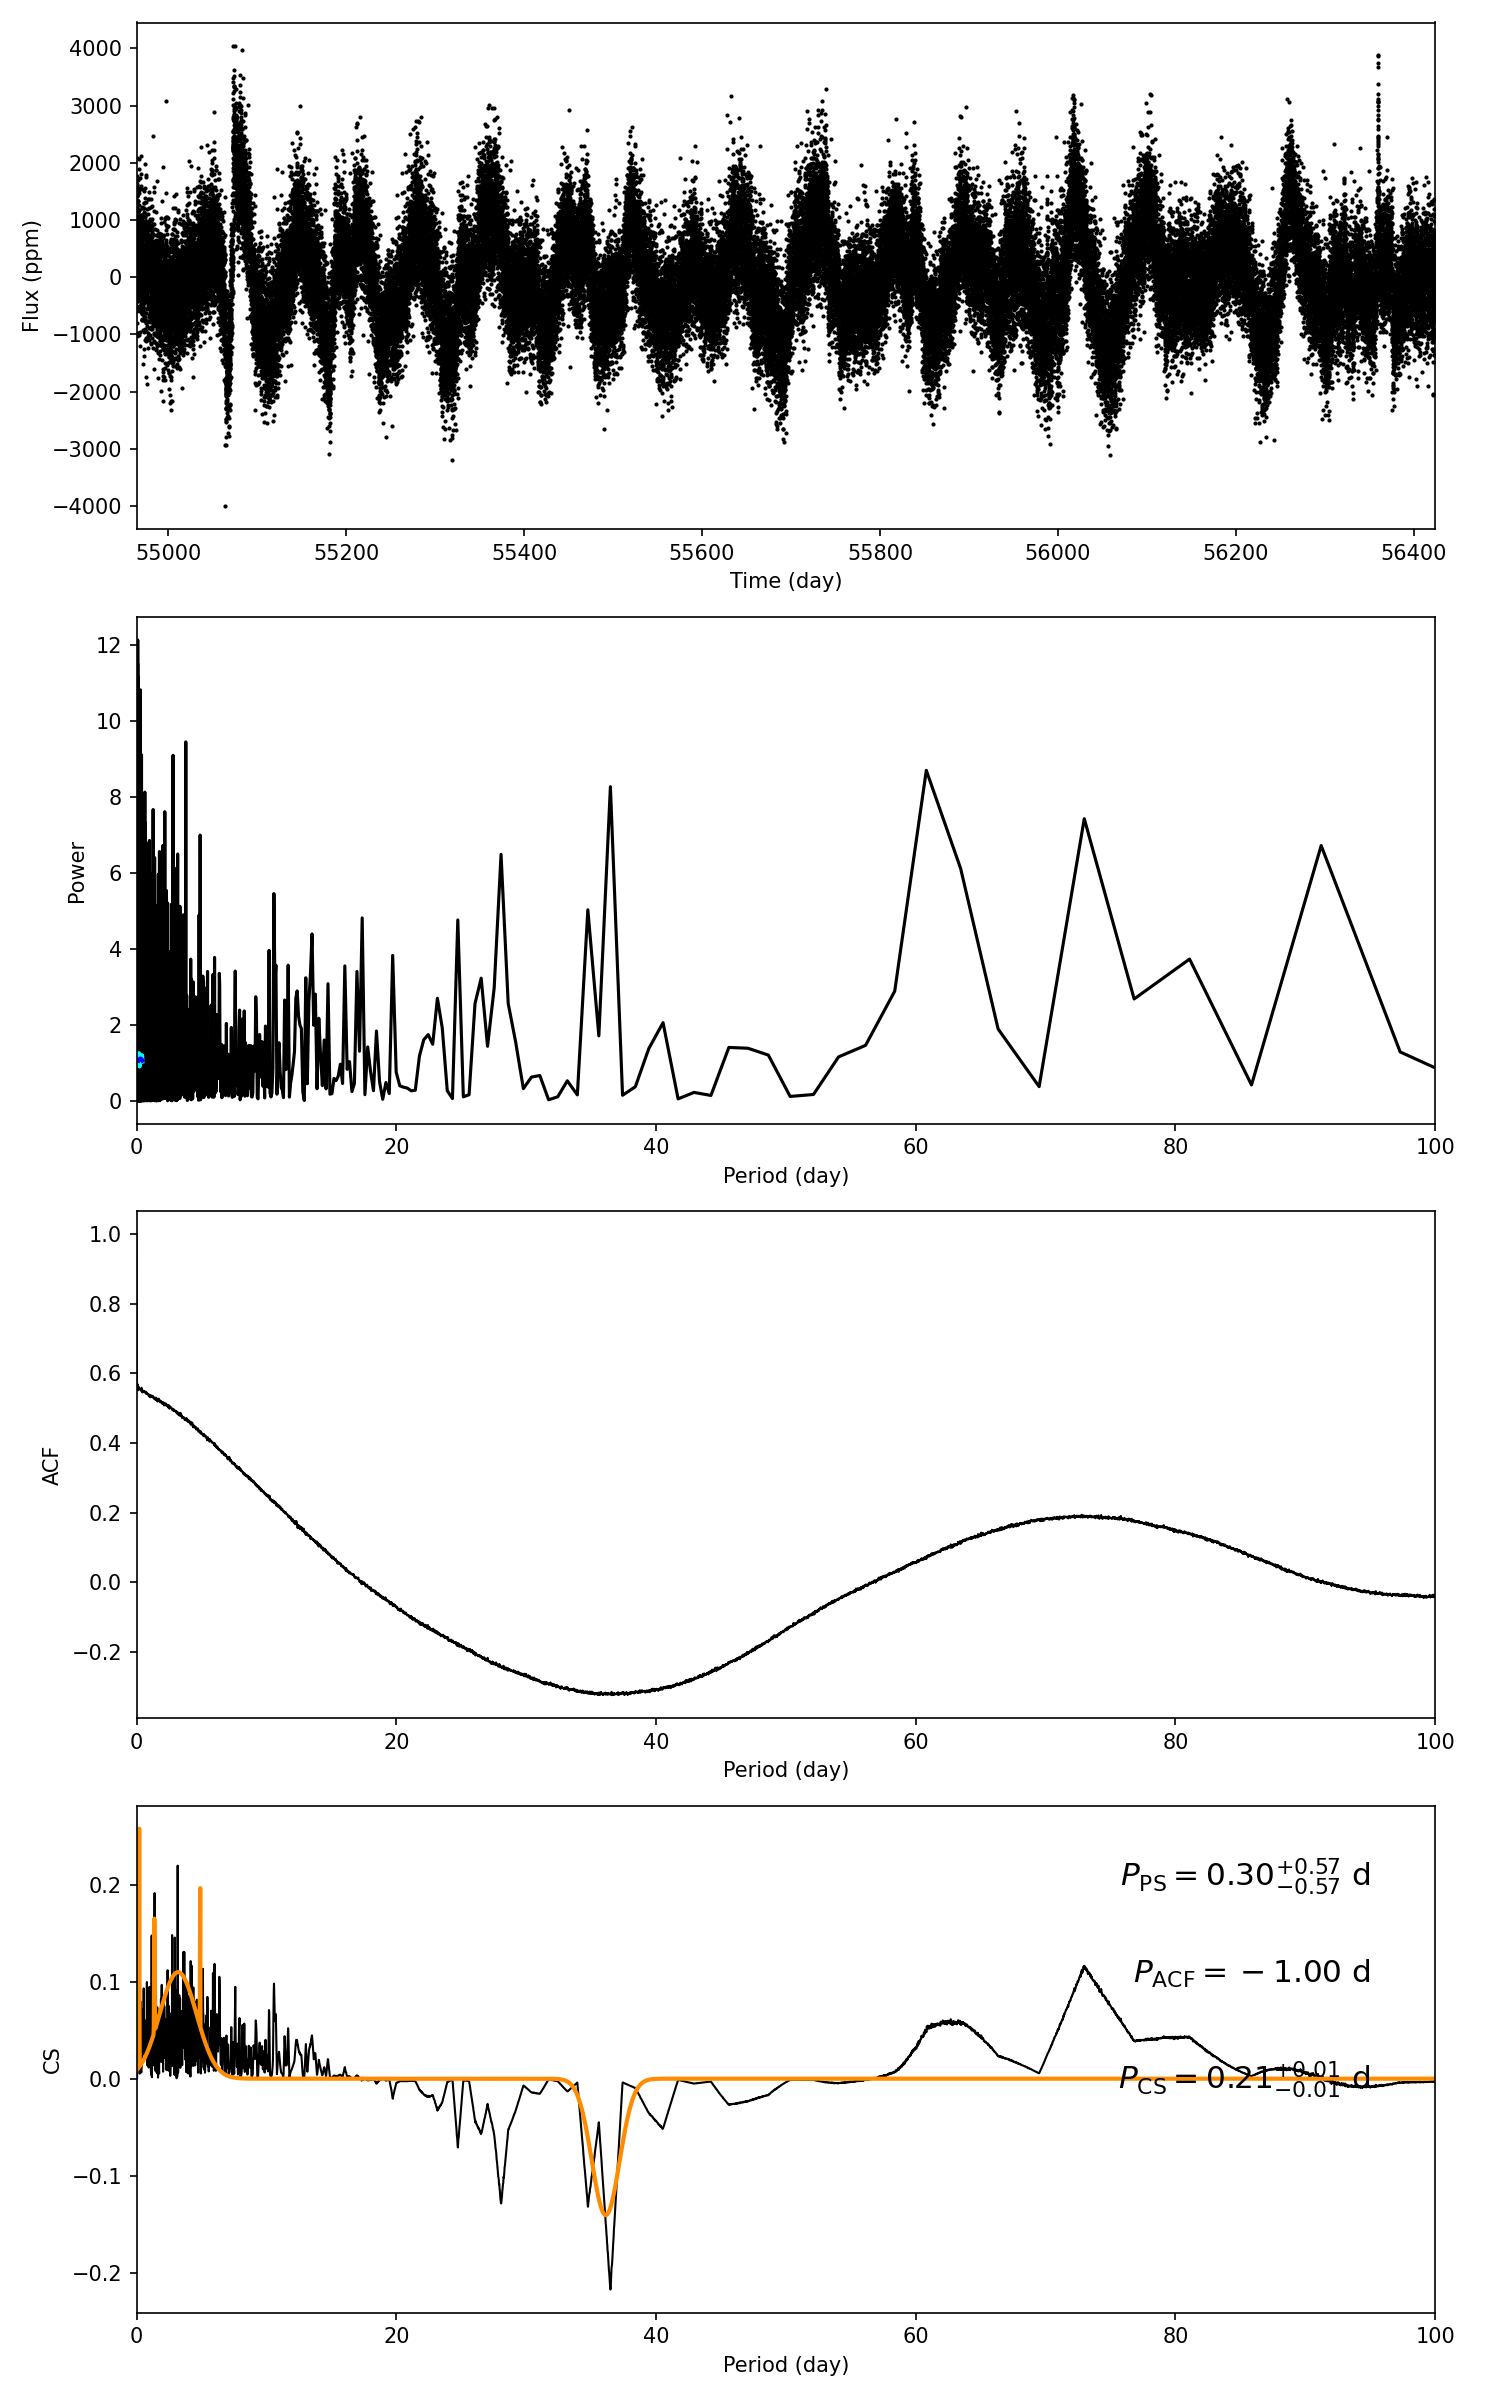 4000
3000
2000
1000
0
−1000
−2000
−3000
−4000
Flux (ppm)
55000 55200 55400 55600 55800 56000 56200 56400
Time (day)
12
10
8
6
4
2
0
Power
0 20 40 60 80 100
Period (day)
1.0
0.8
0.6
0.4
0.2
0.0
−0.2
ACF
0 20 40 60 80 100
Period (day)
0.2
0.1
0.0
−0.1
−0.2
CS
P_PS = 0.30^{+0.57}_{−0.57} d
P_ACF = −1.00 d
P_CS = 0.21^{+0.01}_{−0.01} d
0 20 40 60 80 100
Period (day)